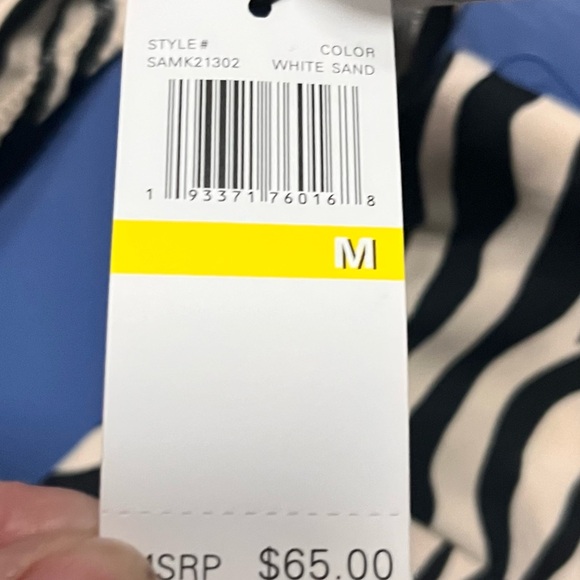 STYLE# COLOR
SAMK21302 WHITE SAND
1 93371 76016 8
M
MSRP $65.00